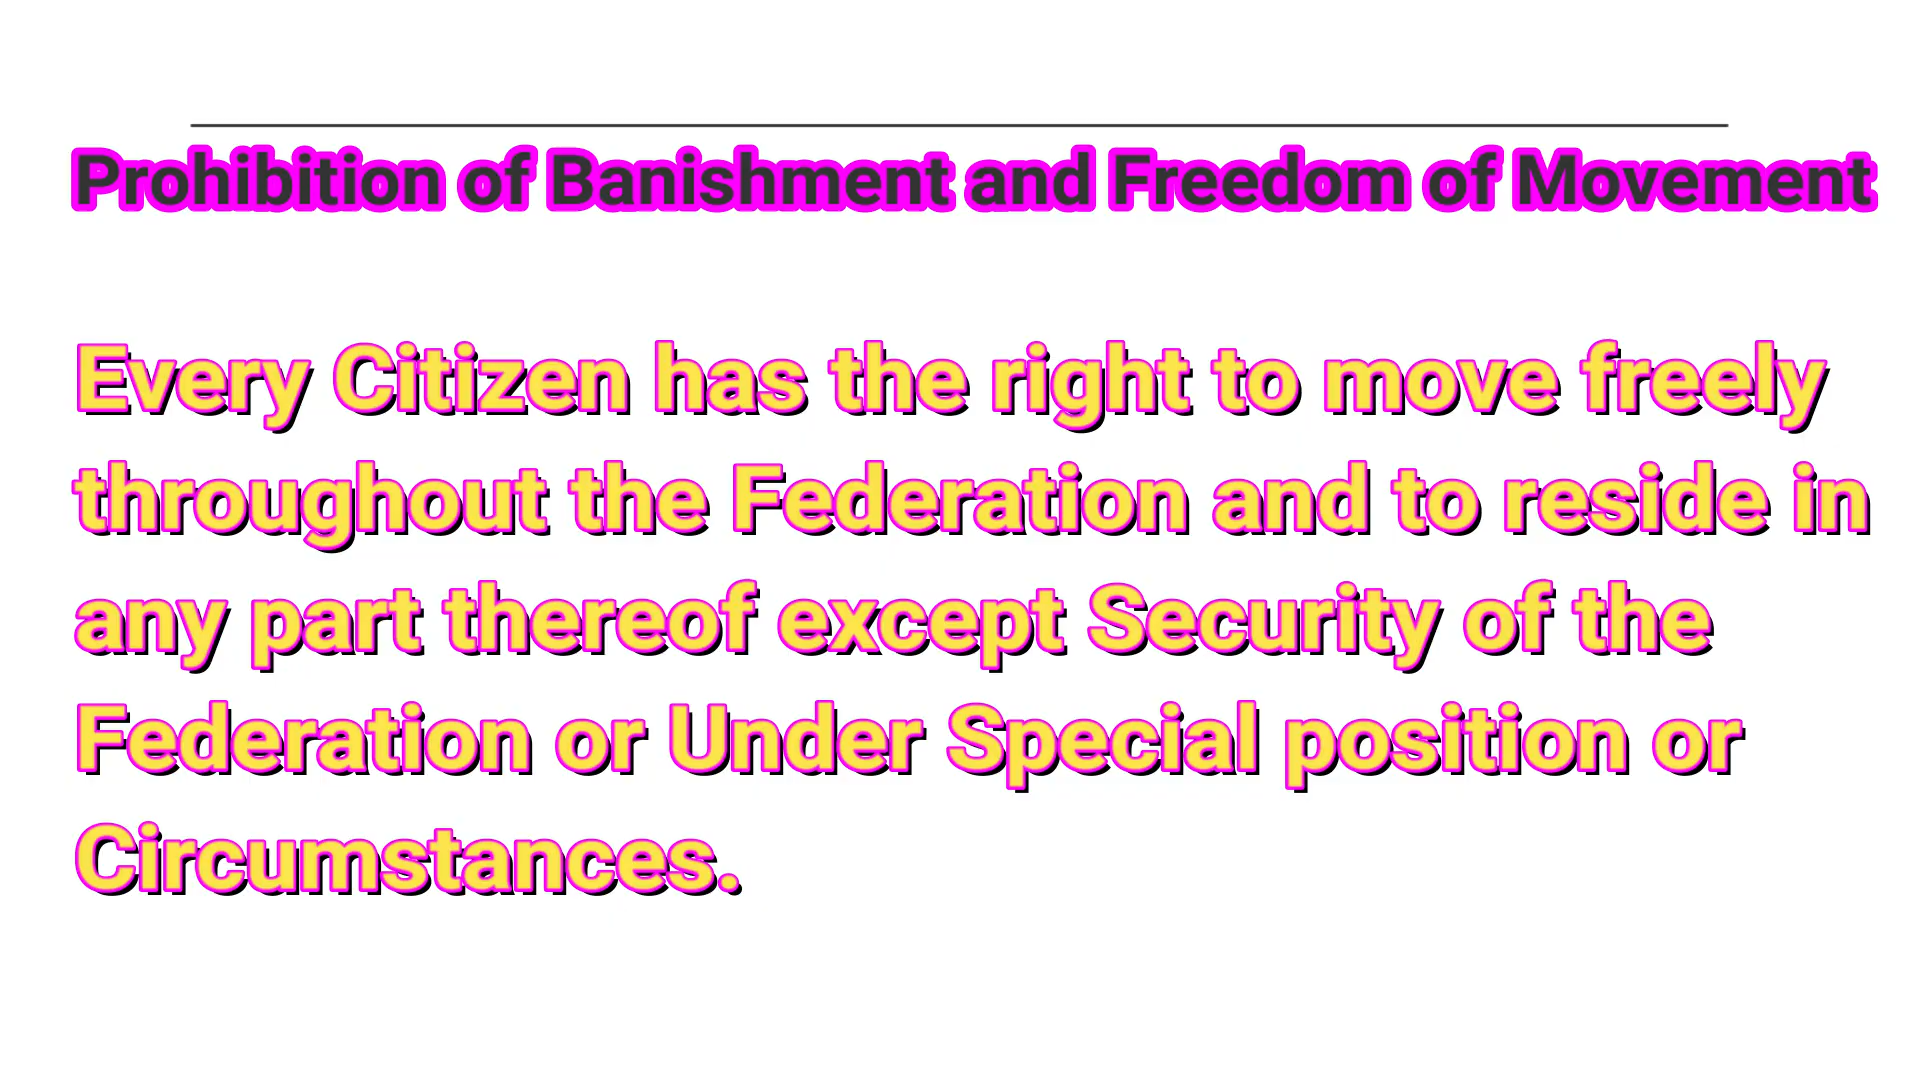 Prohibition of Banishment and Freedom of Movement
Every Citizen has the right to move freely
throughout the Federation and to reside in
any part thereof except Security of the
Federation or Under Special position or
Circumstances.